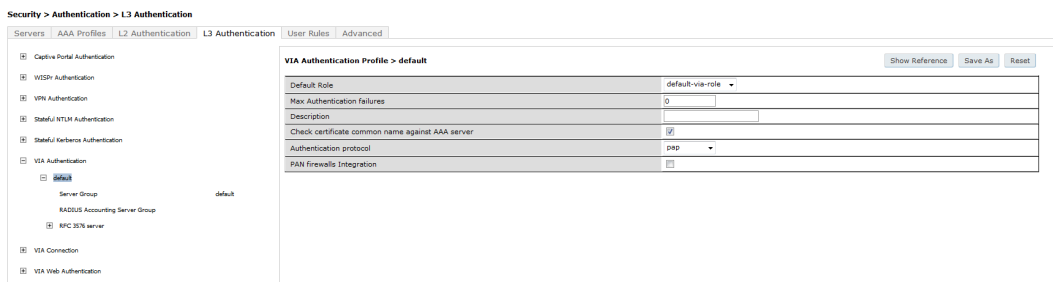 Security > Authentication > L3 Authentication
Servers AAA Profiles L2 Authentication L3 Authentication User Rules Advanced
Captive Portal Authentication
WISPr Authentication
VPN Authentication
Stateful NTLM Authentication
Stateful Kerberos Authentication
VIA Authentication
default
Server Group default
RADIUS Accounting Server Group
RFC 3576 server
VIA Connection
VIA Web Authentication
VIA Authentication Profile > default Show Reference Save As Reset
Default Role default-via-role
Max Authentication failures 0
Description
Check certificate common name against AAA server
Authentication protocol pap
PAN firewalls Integration